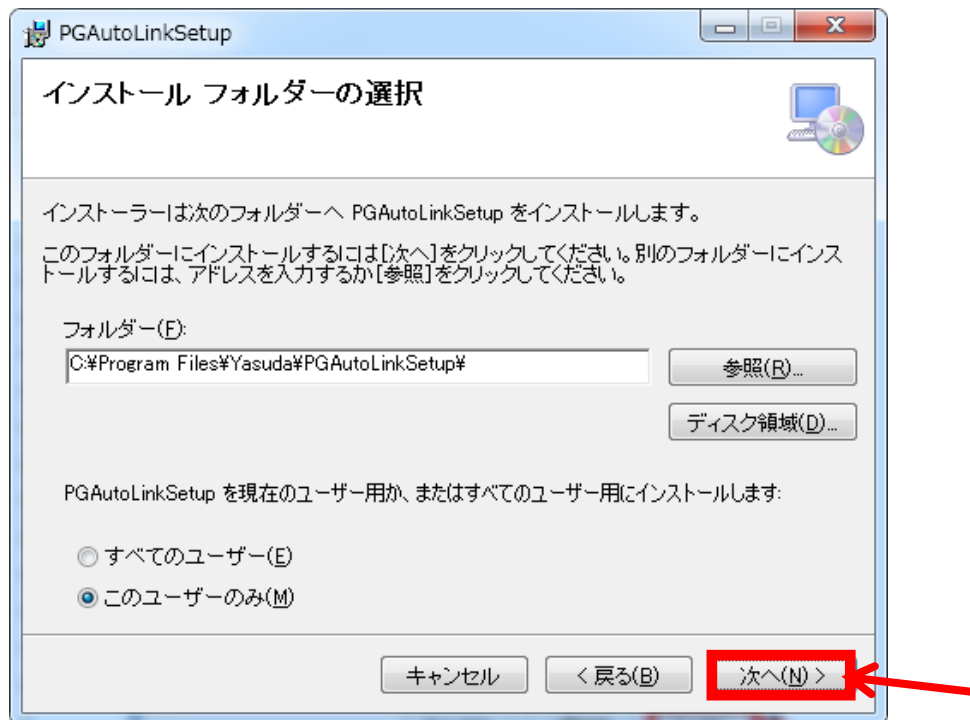 PGAutoLinkSetup
インストール フォルダーの選択
インストーラーは次のフォルダーへ PGAutoLinkSetup をインストールします。
このフォルダーにインストールするには[次へ]をクリックしてください。別のフォルダーにインス
トールするには、アドレスを入力するか[参照]をクリックしてください。
フォルダー(F):
C:¥Program Files¥Yasuda¥PGAutoLinkSetup¥
参照(R)...
ディスク領域(D)...
PGAutoLinkSetup を現在のユーザー用か、またはすべてのユーザー用にインストールします:
すべてのユーザー(E)
このユーザーのみ(M)
キャンセル
< 戻る(B)
次へ(N) >